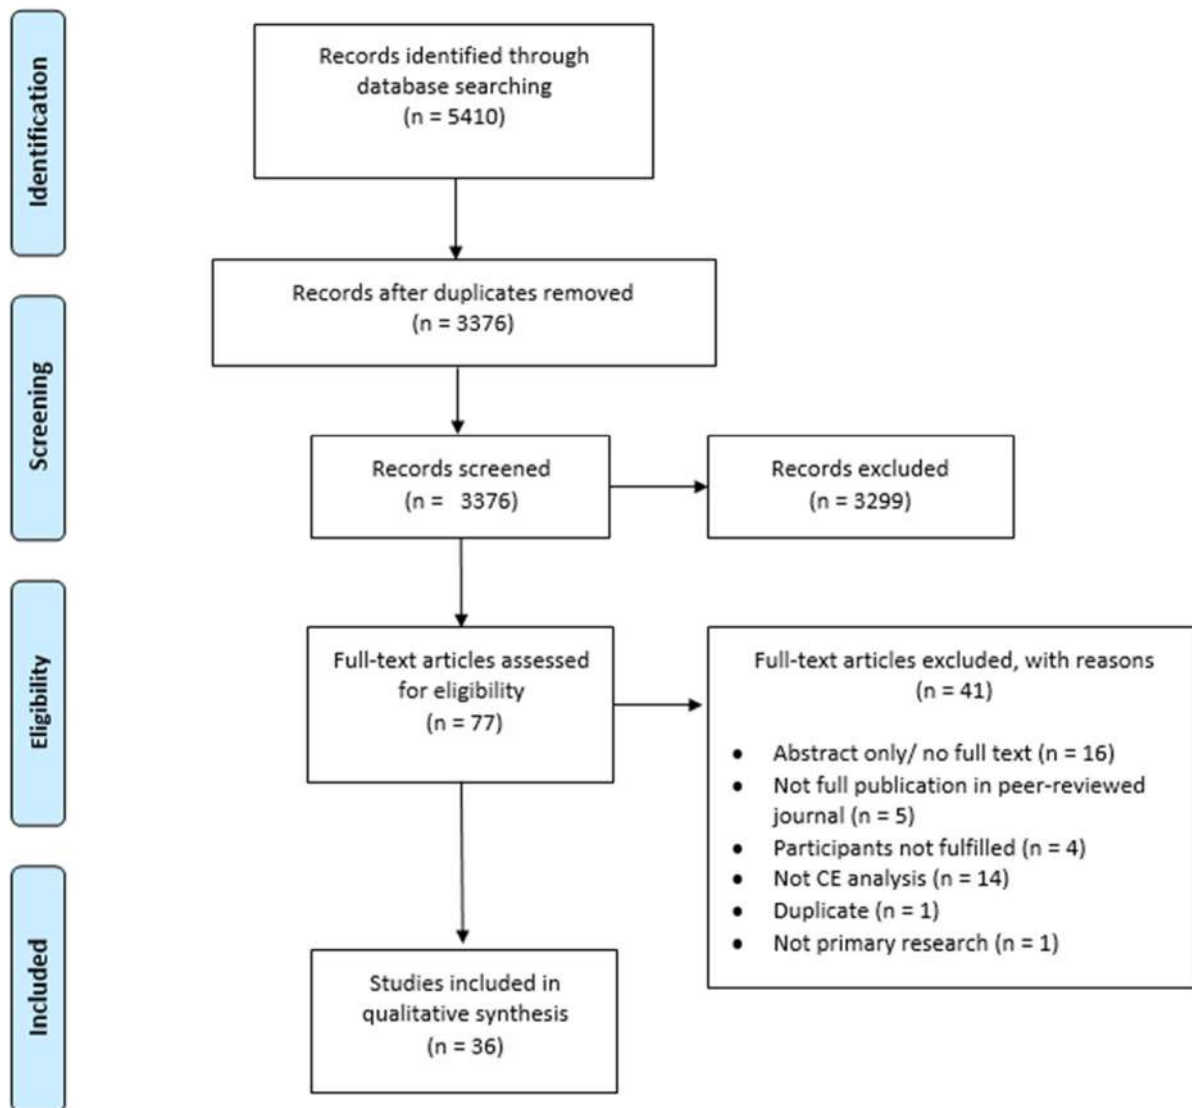 Identification
Records identified through
database searching
(n = 5410)
Records after duplicates removed
(n = 3376)
Screening
Records screened
(n =   3376)
Records excluded
(n = 3299)
Eligibility
Full-text articles assessed
for eligibility
(n = 77)
Full-text articles excluded, with reasons
(n = 41)
• Abstract only/ no full text (n = 16)
• Not full publication in peer-reviewed
journal (n = 5)
• Participants not fulfilled (n = 4)
• Not CE analysis (n = 14)
• Duplicate (n = 1)
• Not primary research (n = 1)
Included
Studies included in
qualitative synthesis
(n = 36)